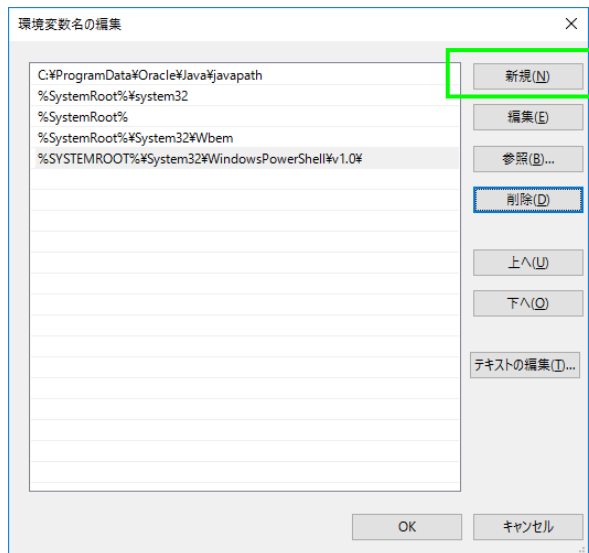 環境変数名の編集
C:¥ProgramData¥Oracle¥Java¥javapath
%SystemRoot%¥system32
%SystemRoot%
%SystemRoot%¥System32¥Wbem
%SYSTEMROOT%¥System32¥WindowsPowerShell¥v1.0¥
新規(N)
編集(E)
参照(B)...
削除(D)
上へ(U)
下へ(O)
テキストの編集(T)...
OK
キャンセル